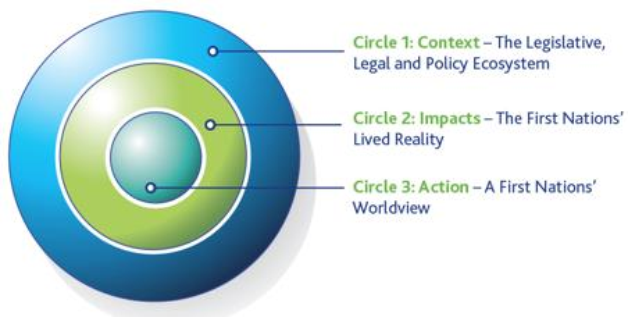 Circle 1: Context – The Legislative,
Legal and Policy Ecosystem
Circle 2: Impacts – The First Nations’
Lived Reality
Circle 3: Action – A First Nations’
Worldview